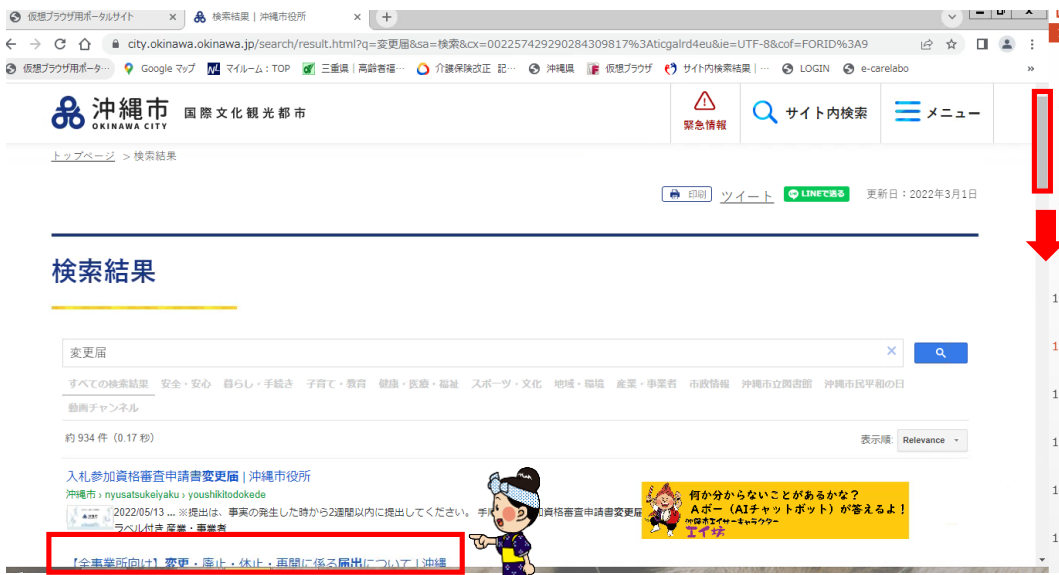 仮想ブラウザ用ポータルサイト
検索結果 | 沖縄市役所
city.okinawa.okinawa.jp/search/result.html?q=変更届&sa=検索&cx=002257429290284309817%3Aticgalrd4eu&ie=UTF-8&cof=FORID%3A9
仮想ブラウザ用ポータ… Google マップ マイルーム:TOP 三重県|高齢者福… 介護保険改正 記… 沖縄県 仮想ブラウザ サイト内検索結果|… LOGIN e-carelabo »
沖縄市 OKINAWA CITY 国際文化観光都市
緊急情報
サイト内検索
メニュー
トップページ > 検索結果
印刷 ツイート LINEで送る 更新日:2022年3月1日
検索結果
変更届
すべての検索結果 安全・安心 暮らし・手続き 子育て・教育 健康・医療・福祉 スポーツ・文化 地域・環境 産業・事業者 市政情報 沖縄市立図書館 沖縄市民平和の日
動画チャンネル
約 934 件 (0.17 秒)
表示順: Relevance
入札参加資格審査申請書変更届 | 沖縄市役所
沖縄市 › nyusatsukeiyaku › youshikitodokede
2022/05/13 ... ※提出は、事実の発生した時から2週間以内に提出してください。 手 資格審査申請書変更届
ラベル付き 産業・事業者
【全事業所向け】変更・廃止・休止・再開に係る届出について | 沖縄
何か分からないことがあるかな?
Aボー(AIチャットボット)が答えるよ!
沖縄市エイサーキャラクター
エイ坊